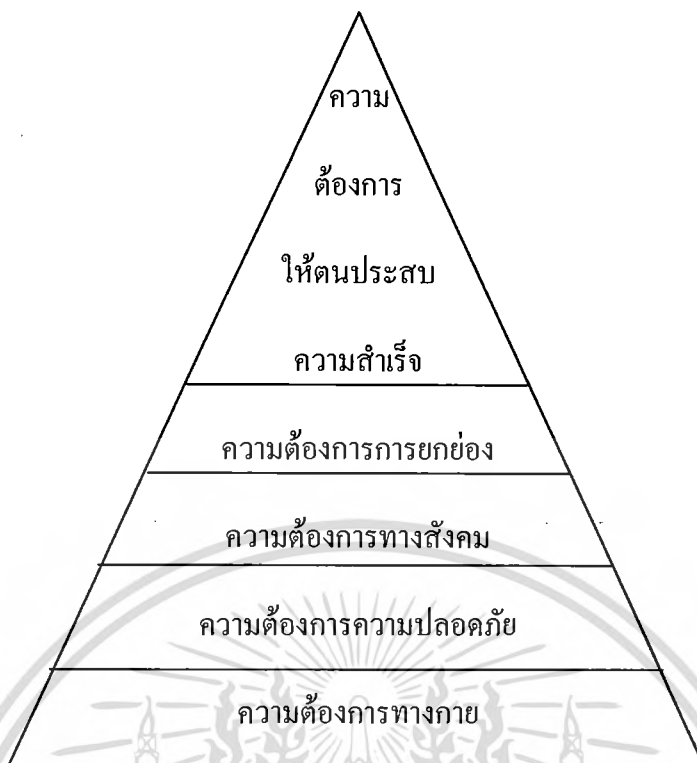 ความ
ต้องการ
ให้ตนประสบ
ความสำเร็จ
ความต้องการการยกย่อง
ความต้องการทางสังคม
ความต้องการความปลอดภัย
ความต้องการทางกาย